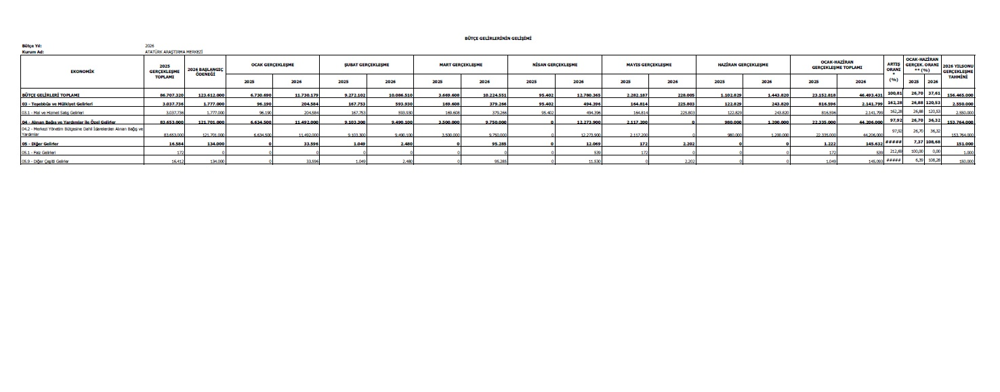 BÜTÇE GELİRLERİNİN GELİŞİMİ
Bütçe Yıl: 2026
Kurum Ad: ATATÜRK ARAŞTIRMA MERKEZİ
EKONOMİK 2025 GERÇEKLEŞME TOPLAMI 2026 BAŞLANGIÇ ÖDENEĞİ OCAK GERÇEKLEŞME ŞUBAT GERÇEKLEŞME MART GERÇEKLEŞME NİSAN GERÇEKLEŞME MAYIS GERÇEKLEŞME HAZİRAN GERÇEKLEŞME OCAK-HAZİRAN GERÇEKLEŞME TOPLAMI ARTIŞ ORANI * (%) OCAK-HAZİRAN GERÇEK. ORANI ** (%) 2026 YILSONU GERÇEKLEŞME TAHMİNİ
2025 2026 2025 2026 2025 2026 2025 2026 2025 2026 2025 2026 2025 2026 2025 2026
BÜTÇE GELİRLERİ TOPLAMI 86.707.320 123.612.000 6.730.690 11.730.179 9.272.102 10.086.510 3.669.608 10.224.551 95.402 12.780.365 2.282.187 228.005 1.102.829 1.443.820 23.152.818 46.493.431 100,81 26,70 37,61 156.465.000
03 - Teşebbüs ve Mülkiyet Gelirleri 3.037.736 1.777.000 96.190 204.584 167.753 593.930 169.608 379.266 95.402 494.396 164.814 225.803 122.829 243.820 816.596 2.141.799 162,28 26,88 120,53 2.550.000
03.1 - Mal ve Hizmet Satış Gelirleri 3.037.736 1.777.000 96.190 204.584 167.753 593.930 169.608 379.266 95.402 494.396 164.814 225.803 122.829 243.820 816.596 2.141.799 162,28 26,88 120,53 2.550.000
04 - Alınan Bağış ve Yardımlar ile Özel Gelirler 83.653.000 121.701.000 6.634.500 11.492.000 9.103.300 9.490.100 3.500.000 9.750.000 0 12.273.900 2.117.200 0 980.000 1.200.000 22.335.000 44.206.000 97,92 26,70 36,32 153.764.000
04.2 - Merkezi Yönetim Bütçesine Dahil İdarelerden Alınan Bağış ve
Yardımlar 83.653.000 121.701.000 6.634.500 11.492.000 9.103.300 9.490.100 3.500.000 9.750.000 0 12.273.900 2.117.200 0 980.000 1.200.000 22.335.000 44.206.000 97,92 26,70 36,32 153.764.000
05 - Diğer Gelirler 16.584 134.000 0 33.596 1.049 2.480 0 95.285 0 12.069 172 2.202 0 0 1.222 145.632 ##### 7,37 108,68 151.000
05.1 - Faiz Gelirleri 172 0 0 0 0 0 0 0 0 539 172 0 0 0 172 539 212,69 100,00 0,00 1.000
05.9 - Diğer Çeşitli Gelirler 16.412 134.000 0 33.596 1.049 2.480 0 95.285 0 11.530 0 2.202 0 0 1.049 145.093 ##### 6,39 108,28 150.000